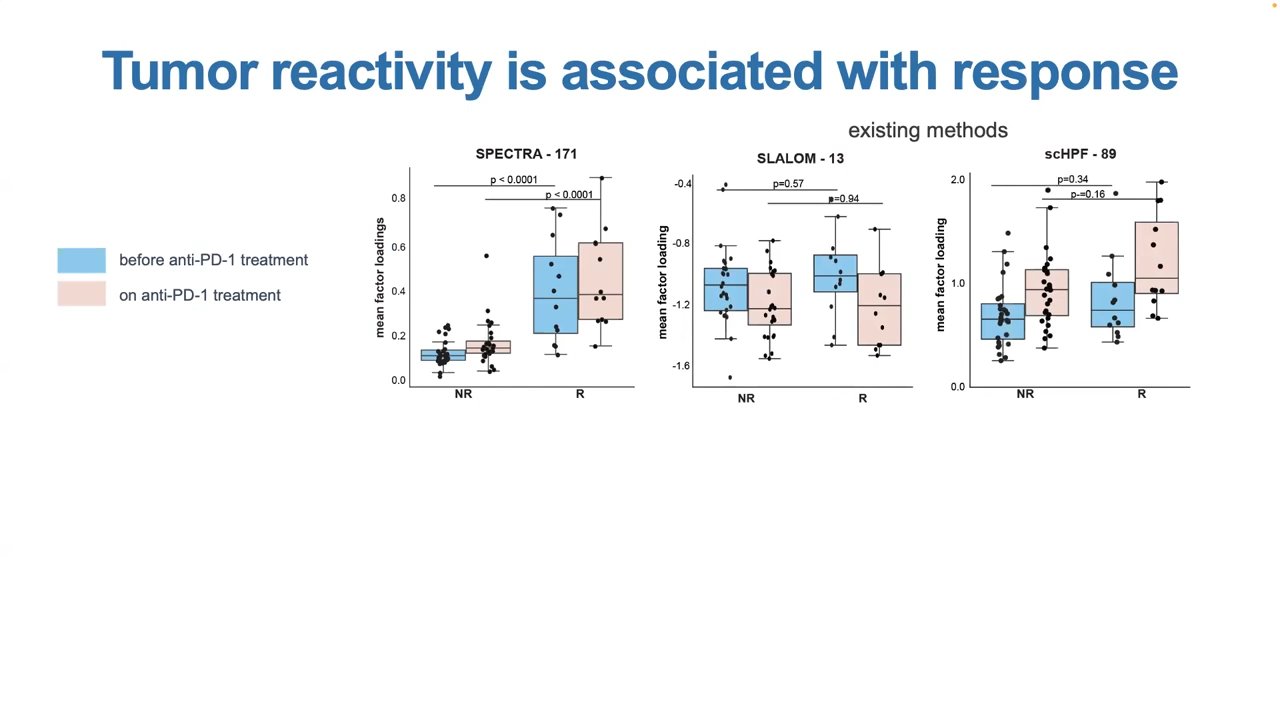 Tumor reactivity is associated with response
existing methods
before anti-PD-1 treatment
on anti-PD-1 treatment
SPECTRA - 171
p < 0.0001
p < 0.0001
mean factor loadings
0.8
0.6
0.4
0.2
0.0
NR
R
SLALOM - 13
p=0.57
p=0.94
mean factor loading
-0.4
-0.8
-1.2
-1.6
NR
R
scHPF - 89
p=0.34
p-=0.16
mean factor loading
2.0
1.0
0.0
NR
R